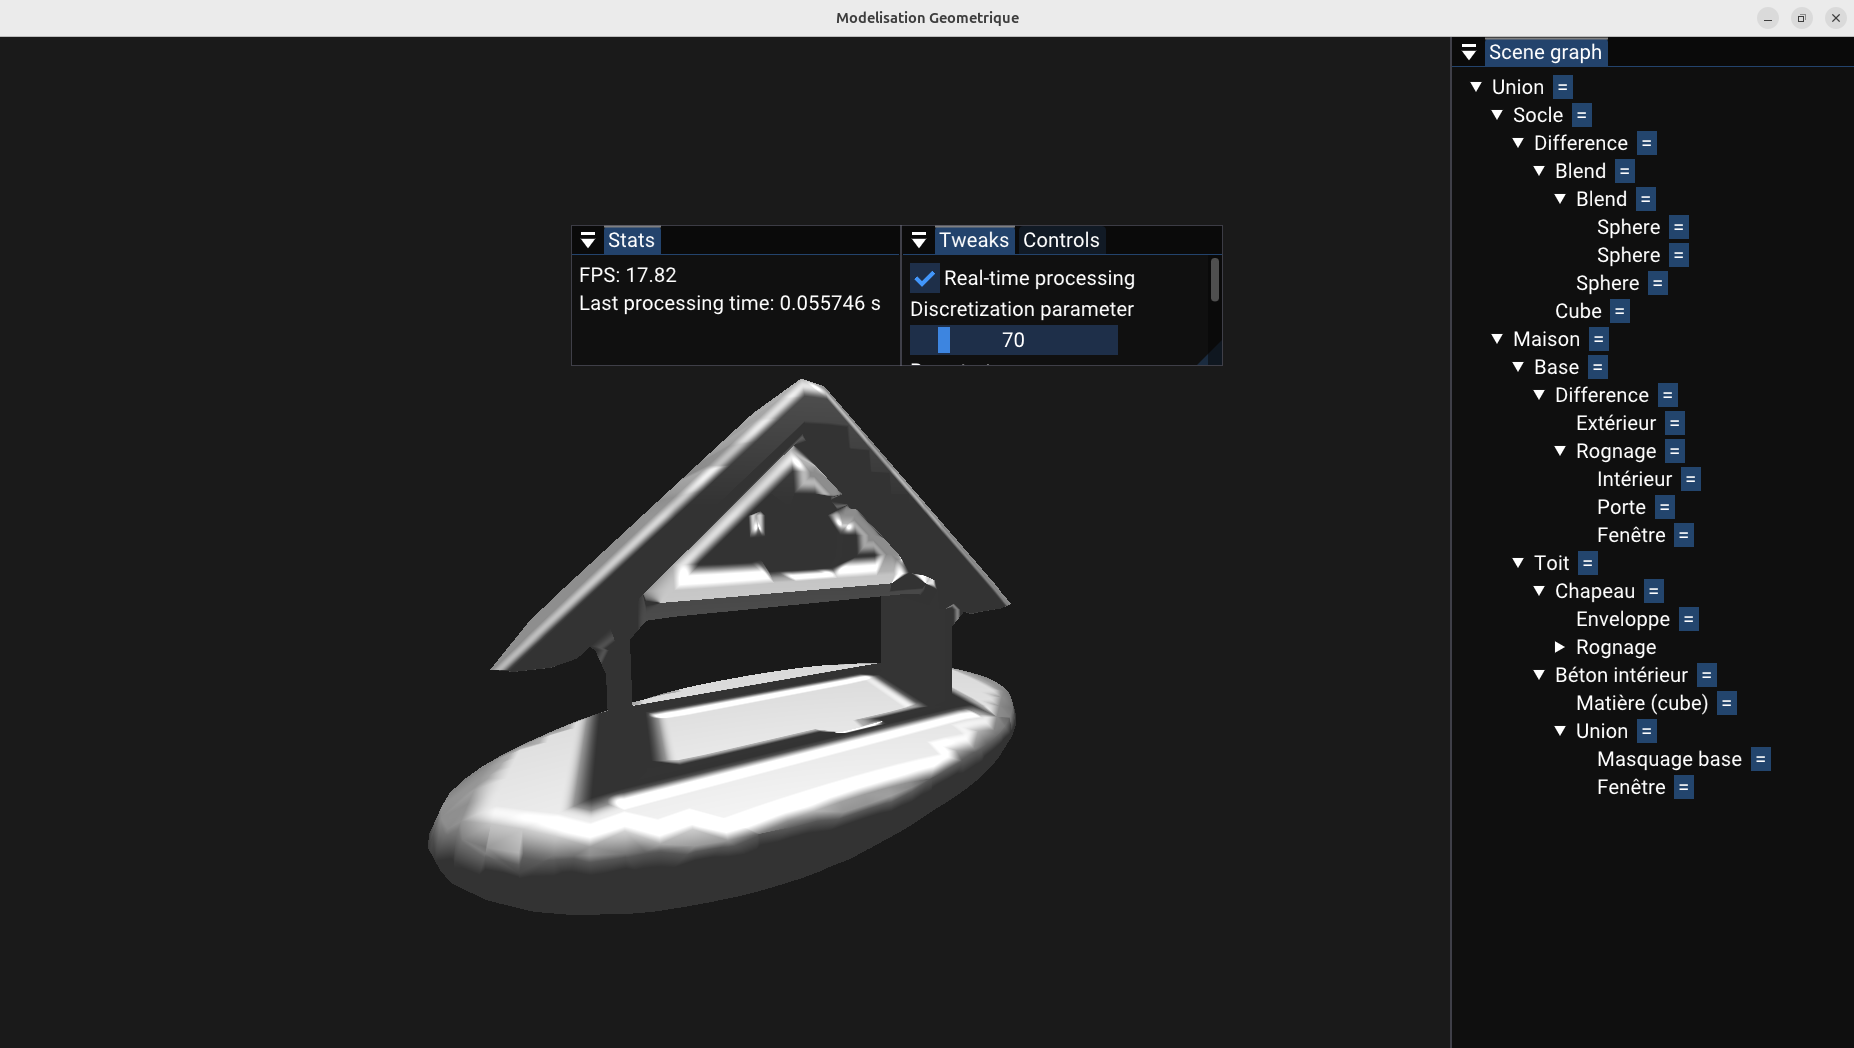 Modelisation Geometrique
Stats
FPS: 17.82
Last processing time: 0.055746 s
Tweaks Controls
Real-time processing
Discretization parameter
70
Scene graph
Union =
Socle =
Difference =
Blend =
Blend =
Sphere =
Sphere =
Sphere =
Cube =
Maison =
Base =
Difference =
Extérieur =
Rognage =
Intérieur =
Porte =
Fenêtre =
Toit =
Chapeau =
Enveloppe =
Rognage
Béton intérieur =
Matière (cube) =
Union =
Masquage base =
Fenêtre =